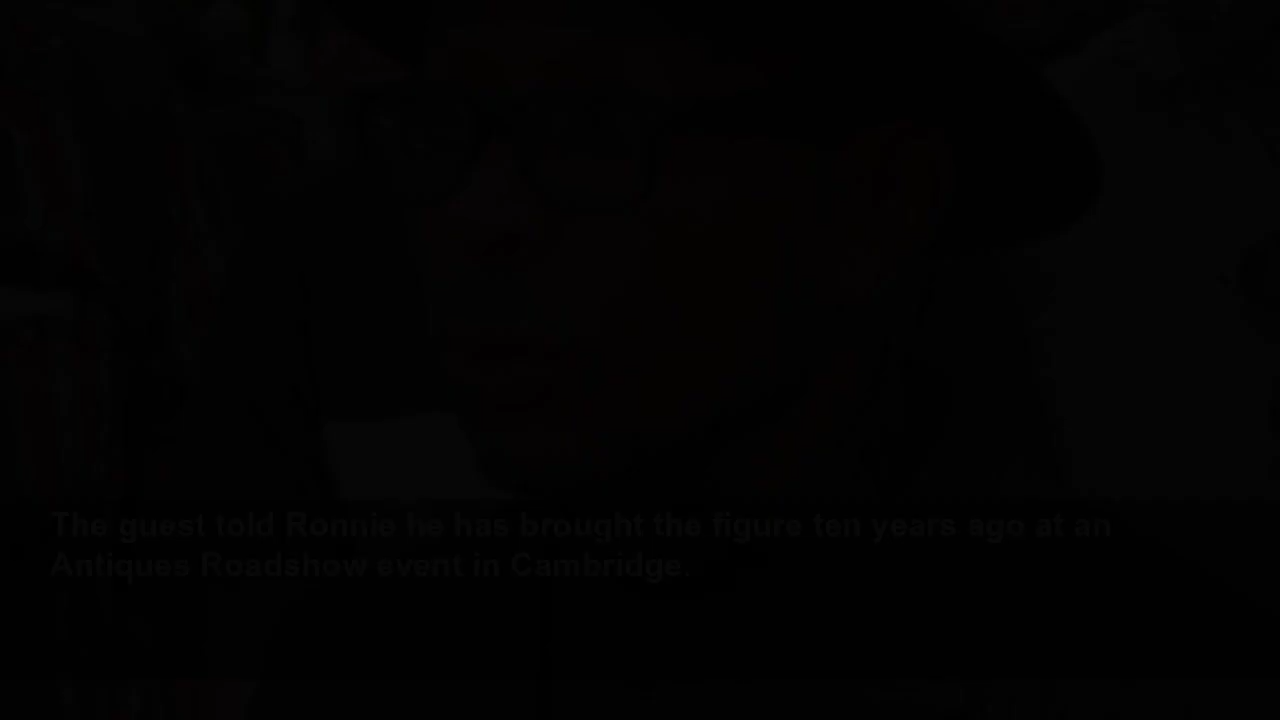 The guest told Ronnie he has brought the figure ten years ago at an
Antiques Roadshow event in Cambridge.